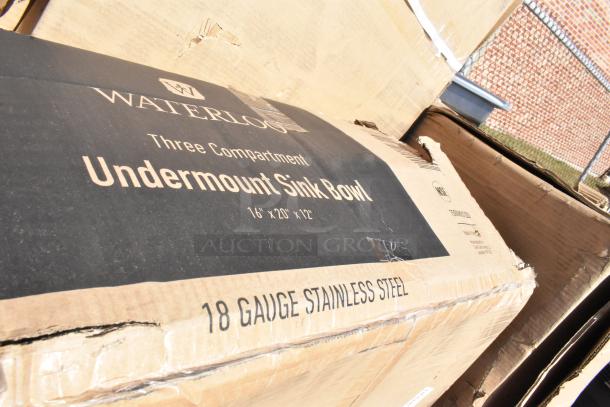 W
WATERLOO
Three Compartment
Undermount Sink Bowl
16" x 20" x 12"
AUCTION GROUP
18 GAUGE STAINLESS STEEL